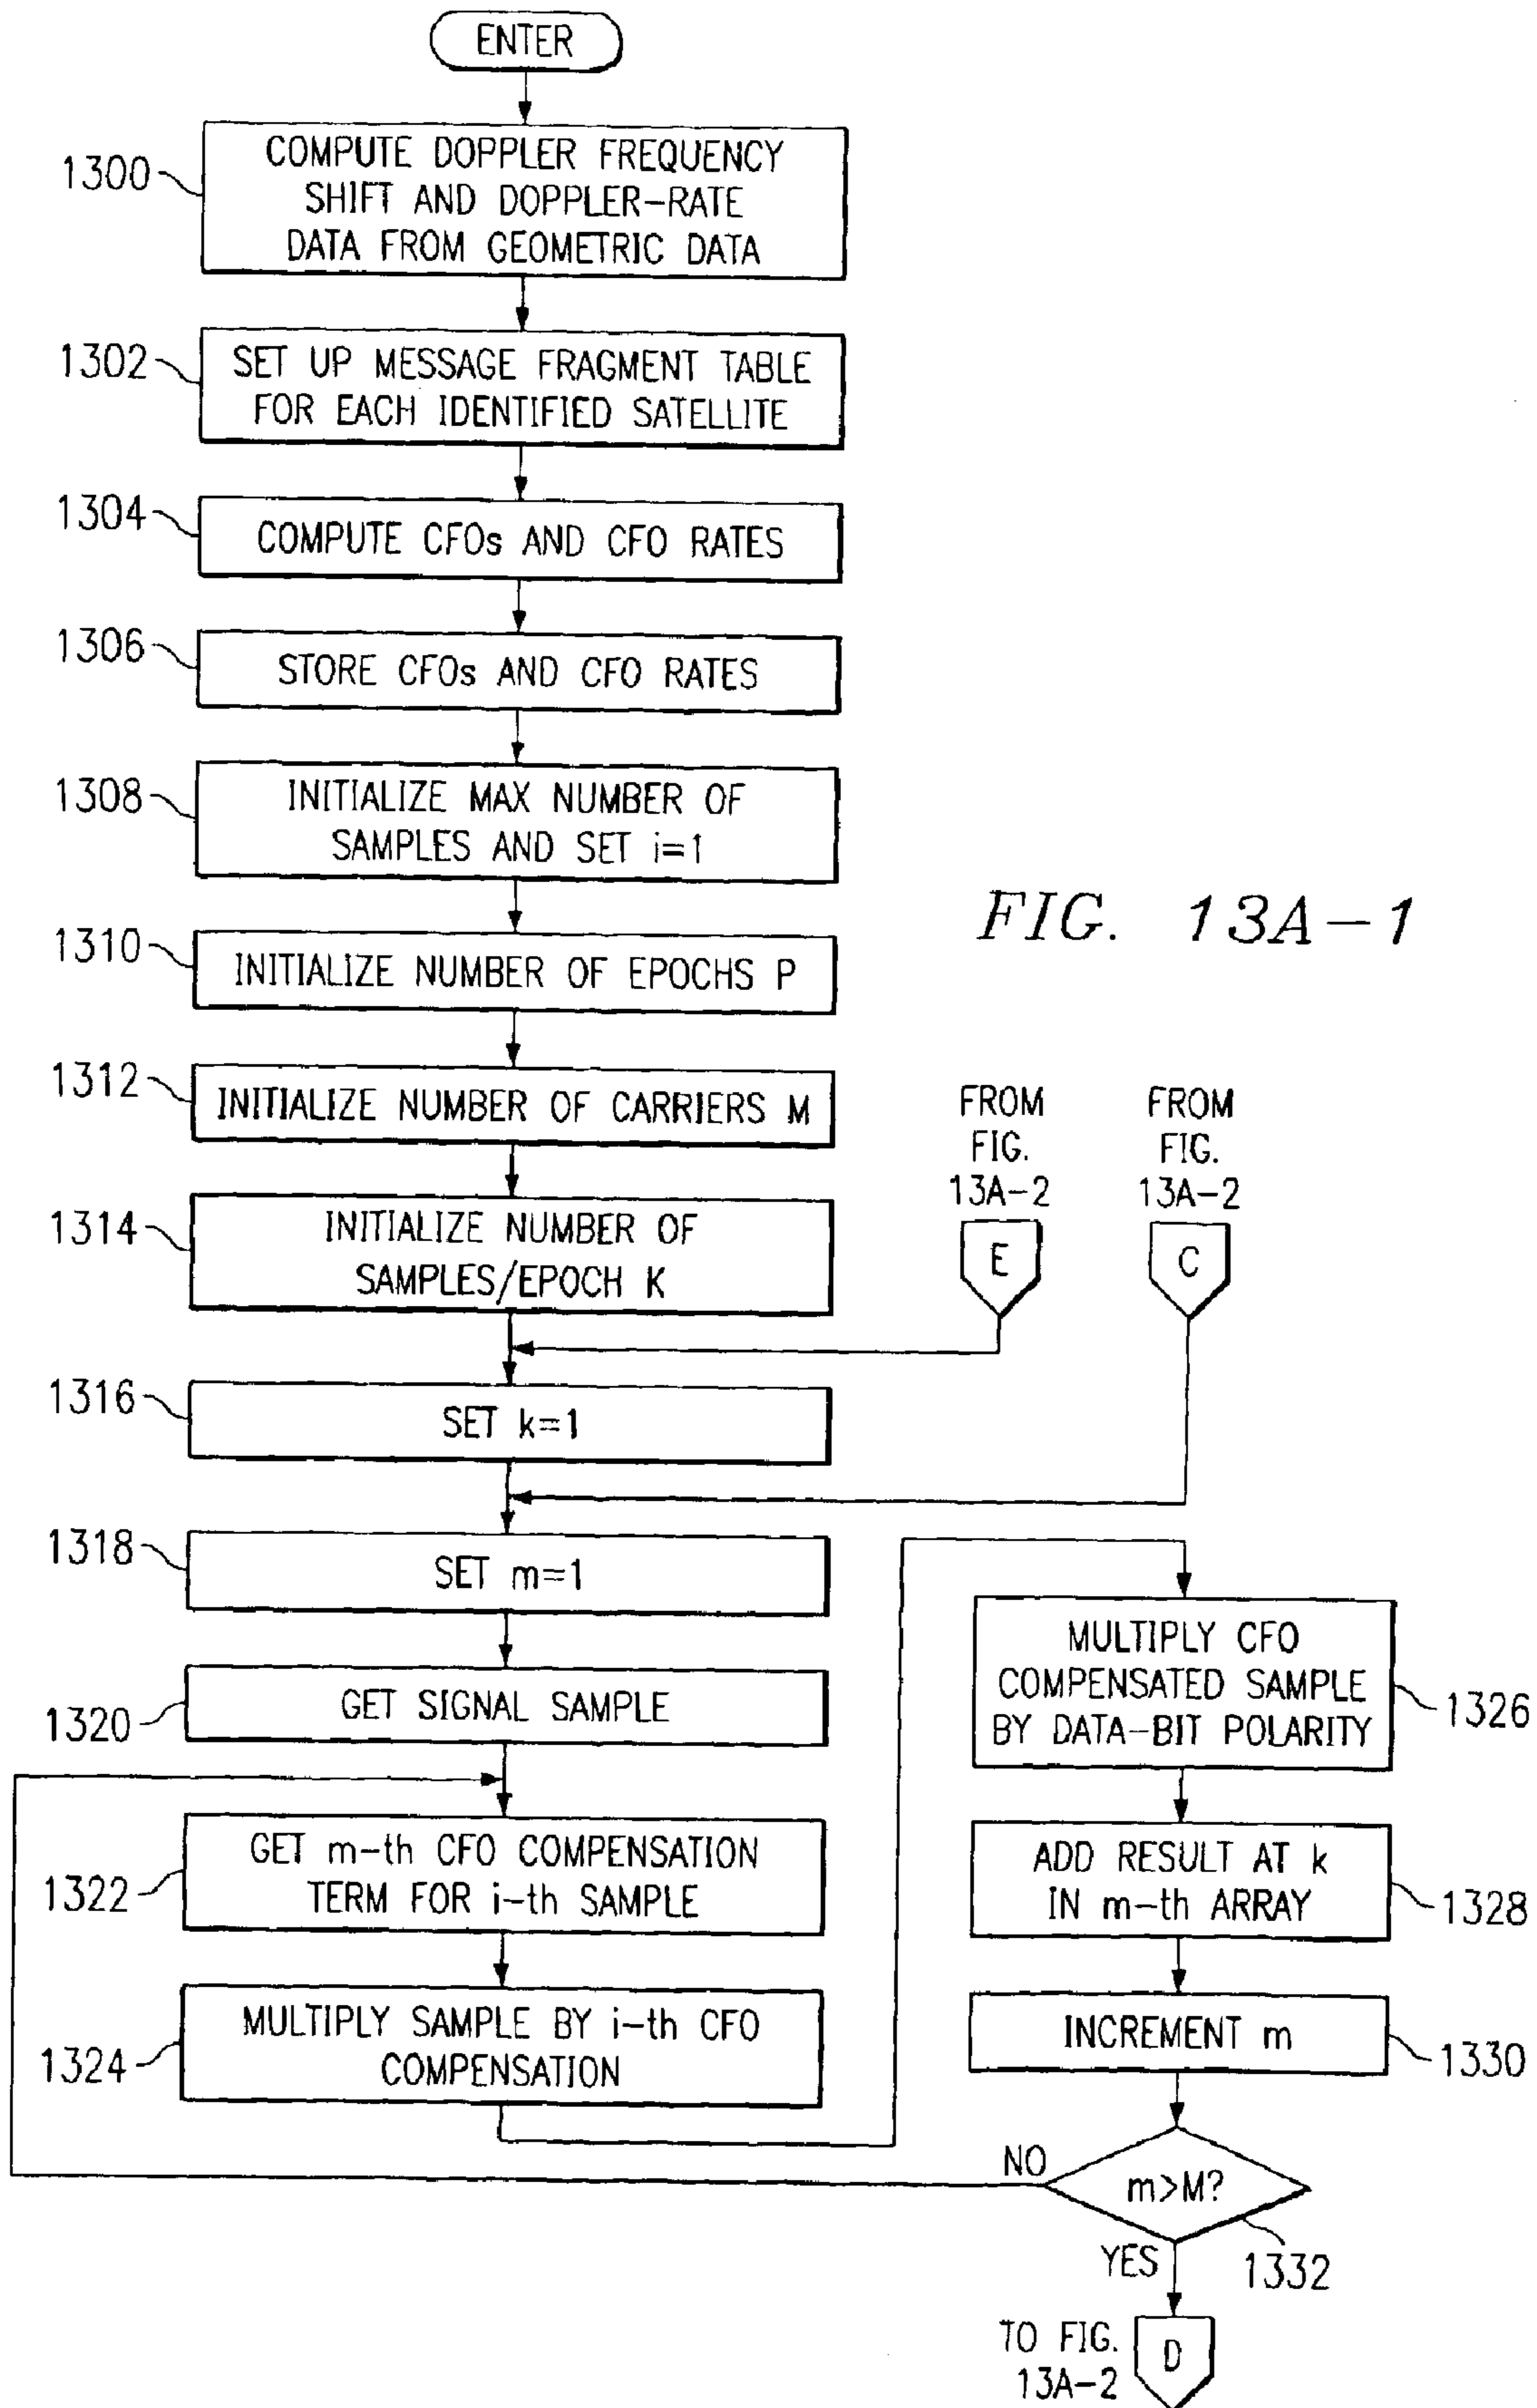 ENTER
1300
COMPUTE DOPPLER FREQUENCY
SHIFT AND DOPPLER-RATE
DATA FROM GEOMETRIC DATA
1302
SET UP MESSAGE FRAGMENT TABLE
FOR EACH IDENTIFIED SATELLITE
1304
COMPUTE CFOs AND CFO RATES
1306
STORE CFOs AND CFO RATES
1308
INITIALIZE MAX NUMBER OF
SAMPLES AND SET i=1
FIG. 13A-1
1310
INITIALIZE NUMBER OF EPOCHS P
1312
INITIALIZE NUMBER OF CARRIERS M
1314
INITIALIZE NUMBER OF
SAMPLES/EPOCH K
FROM
FIG.
13A-2
E
FROM
FIG.
13A-2
C
1316
SET k=1
1318
SET m=1
1320
GET SIGNAL SAMPLE
1322
GET m-th CFO COMPENSATION
TERM FOR i-th SAMPLE
1324
MULTIPLY SAMPLE BY i-th CFO
COMPENSATION
MULTIPLY CFO
COMPENSATED SAMPLE
BY DATA-BIT POLARITY
1326
ADD RESULT AT k
IN m-th ARRAY
1328
INCREMENT m
1330
NO
m>M?
1332
YES
TO FIG.
13A-2
D